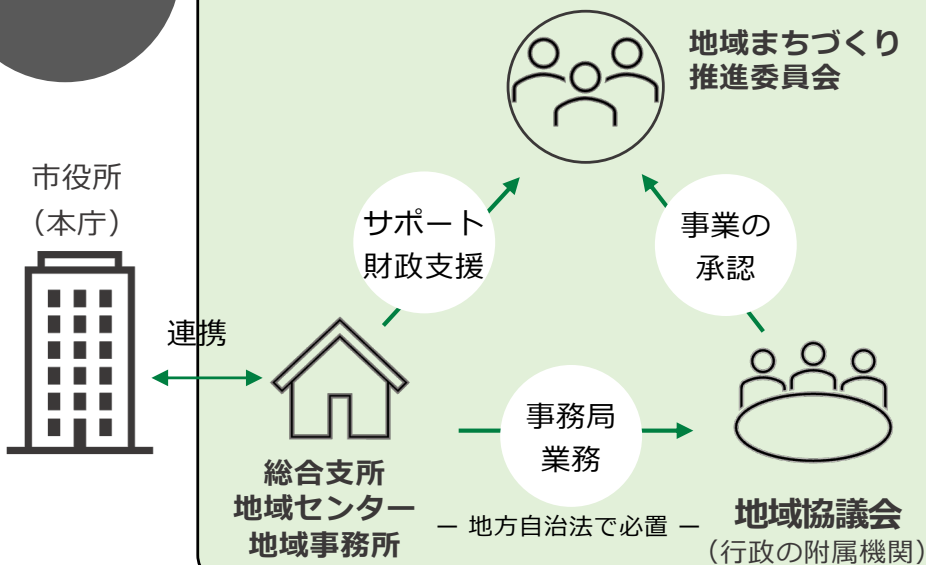 地域まちづくり
推進委員会
市役所
（本庁）
サポート
財政支援
事業の
承認
連携
事務局
業務
総合支所
地域センター
地域事務所
― 地方自治法で必置 ―
地域協議会
（行政の附属機関）